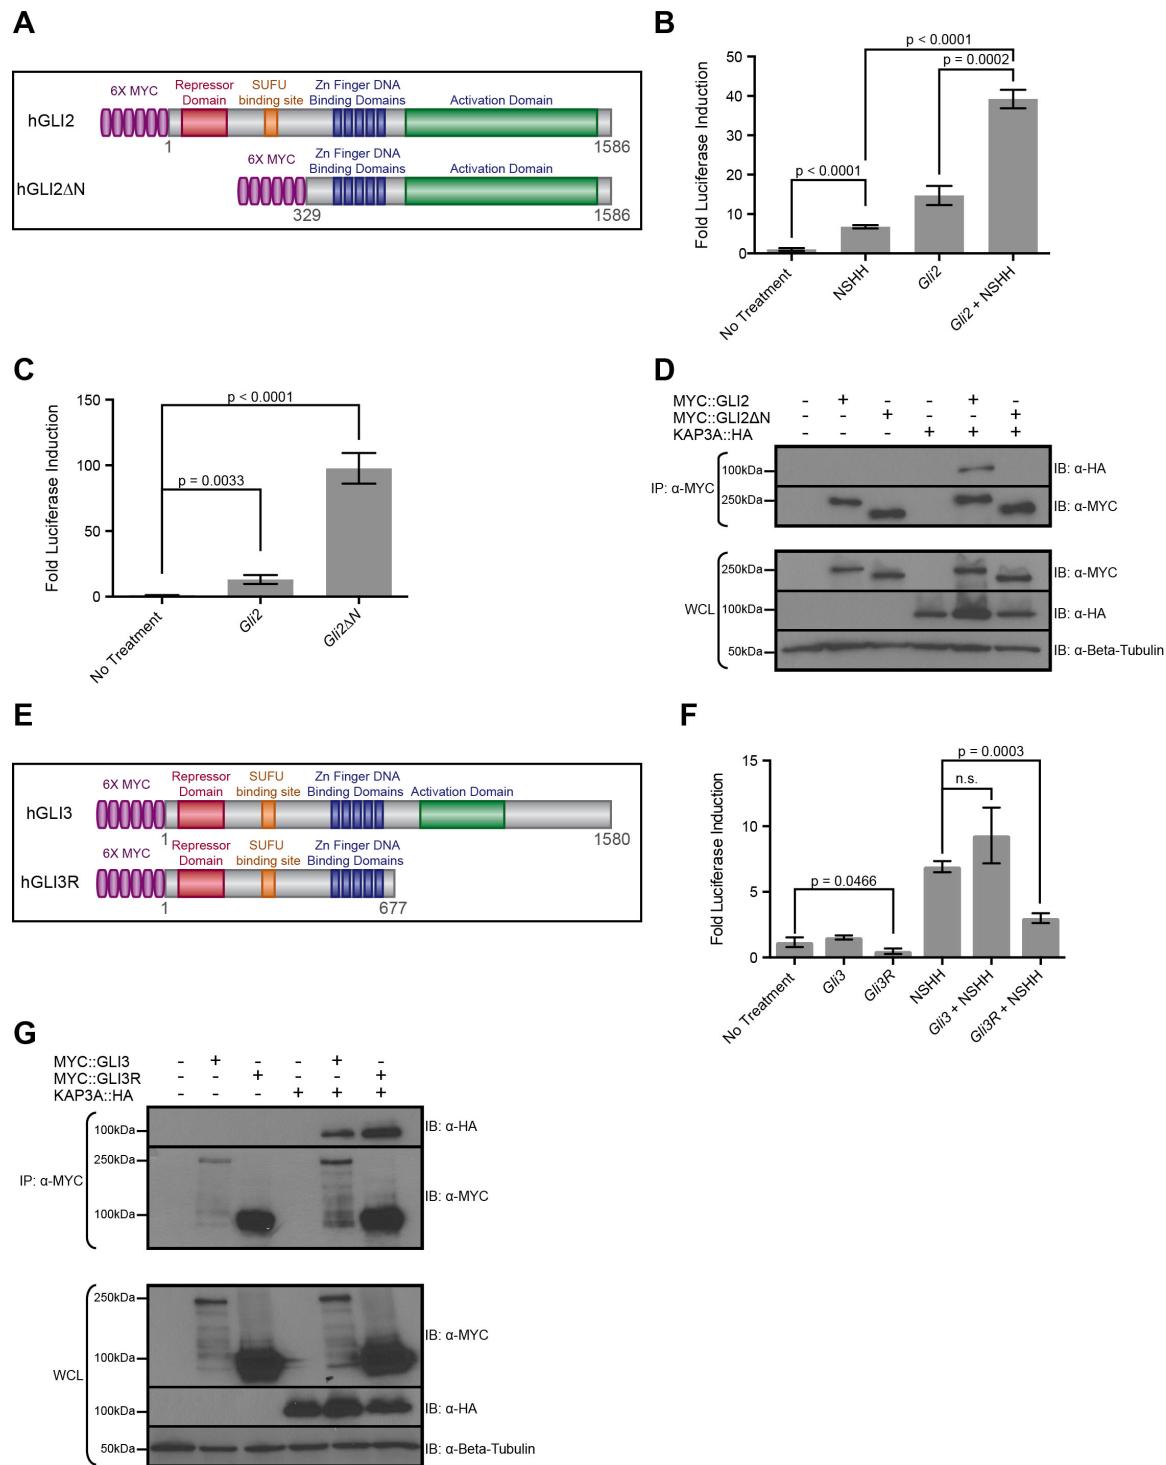 A
6X MYC
Repressor Domain
SUFU binding site
Zn Finger DNA Binding Domains
Activation Domain
hGLI2
1
1586
6X MYC
Zn Finger DNA Binding Domains
Activation Domain
hGLI2ΔN
329
1586
B
Fold Luciferase Induction
50
40
30
20
10
0
p < 0.0001
p < 0.0001
p = 0.0002
No Treatment
NSHH
Gli2
Gli2 + NSHH
C
Fold Luciferase Induction
150
100
50
0
p < 0.0001
p = 0.0033
No Treatment
Gli2
Gli2ΔN
D
MYC::GLI2 - + - - + -
MYC::GLI2ΔN - - + - - +
KAP3A::HA - - - + + +
IP: α-MYC
100kDa
IB: α-HA
250kDa
IB: α-MYC
WCL
250kDa
IB: α-MYC
100kDa
IB: α-HA
50kDa
IB: α-Beta-Tubulin
E
6X MYC
Repressor Domain
SUFU binding site
Zn Finger DNA Binding Domains
Activation Domain
hGLI3
1
1580
6X MYC
Repressor Domain
SUFU binding site
Zn Finger DNA Binding Domains
hGLI3R
1
677
F
Fold Luciferase Induction
15
10
5
0
p = 0.0466
p = 0.0003
n.s.
No Treatment
Gli3
Gli3R
NSHH
Gli3 + NSHH
Gli3R + NSHH
G
MYC::GLI3 - + - - + -
MYC::GLI3R - - + - - +
KAP3A::HA - - - + + +
IP: α-MYC
100kDa
IB: α-HA
250kDa
IB: α-MYC
100kDa
WCL
250kDa
IB: α-MYC
100kDa
100kDa
IB: α-HA
50kDa
IB: α-Beta-Tubulin